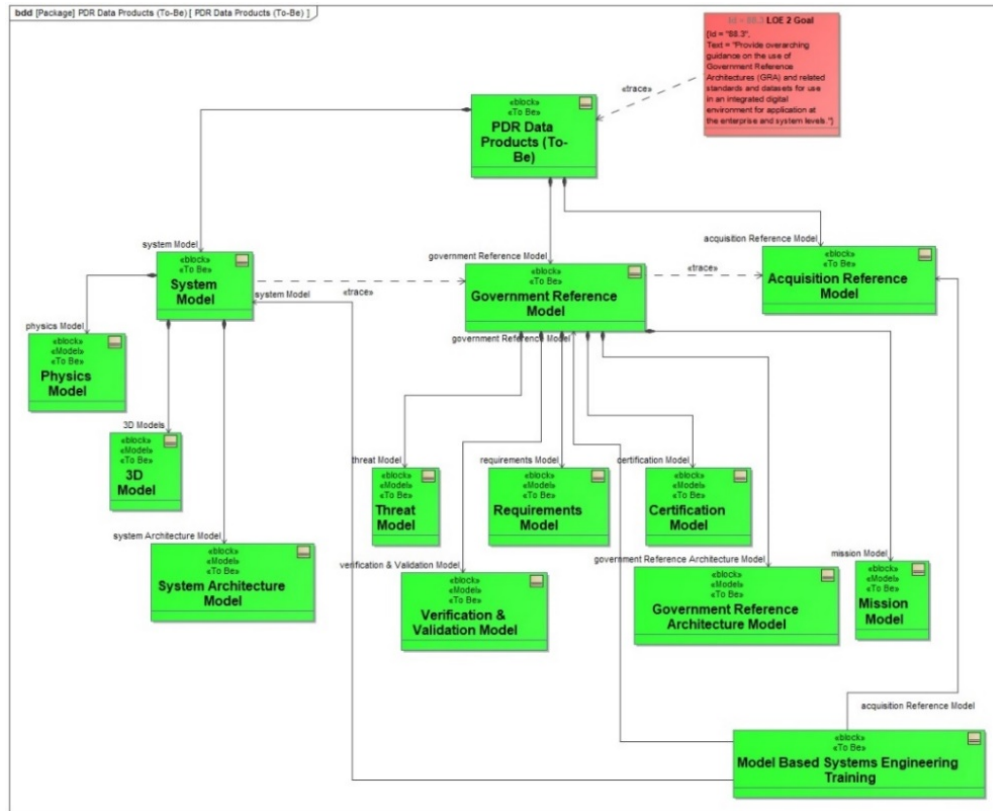 bdd [Package] PDR Data Products (To-Be) [ PDR Data Products (To-Be) ]
Id = 88.3 LOE 2 Goal
{Id = "88.3",
Text = "Provide overarching
guidance on the use of
Government Reference
Architectures (GRA) and related
standards and datasets for use
in an integrated digital
environment for application at
the enterprise and system levels."}
«trace»
«block»
«To Be»
PDR Data
Products (To-
Be)
system Model
«block»
«To Be»
System
Model
system Model
«trace»
government Reference Model
«block»
«To Be»
Government Reference
Model
government Reference Model
«trace»
acquisition Reference Model
«block»
«To Be»
Acquisition Reference
Model
physics Model
«block»
«Model»
«To Be»
Physics
Model
3D Models
«block»
«Model»
«To Be»
3D
Model
threat Model
«block»
«Model»
«To Be»
Threat
Model
requirements Model
«block»
«Model»
«To Be»
Requirements
Model
certification Model
«block»
«Model»
«To Be»
Certification
Model
system Architecture Model
«block»
«Model»
«To Be»
System Architecture
Model
verification & Validation Model
«block»
«Model»
«To Be»
Verification &
Validation Model
government Reference Architecture Model
«block»
«Model»
«To Be»
Government Reference
Architecture Model
mission Model
«block»
«Model»
«To Be»
Mission
Model
acquisition Reference Model
«block»
«To Be»
Model Based Systems Engineering
Training